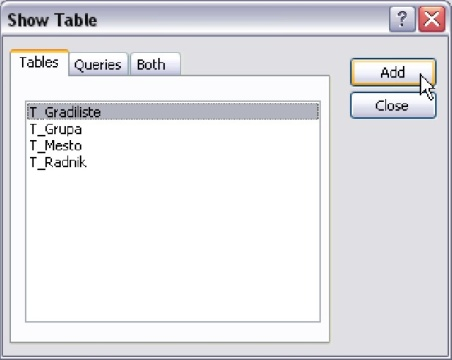 Show Table
?
Tables Queries Both
Add
Close
T_Gradiliste
T_Grupa
T_Mesto
T_Radnik